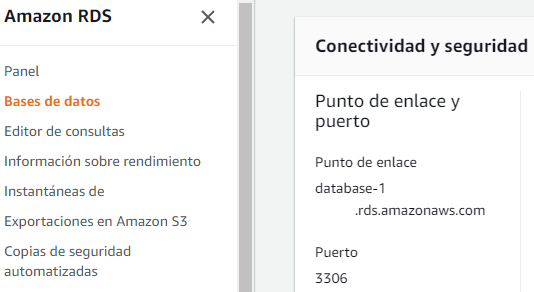 Amazon RDS
Panel
Bases de datos
Editor de consultas
Información sobre rendimiento
Instantáneas de
Exportaciones en Amazon S3
Copias de seguridad
automatizadas
Conectividad y seguridad
Punto de enlace y
puerto
Punto de enlace
database-1
.rds.amazonaws.com
Puerto
3306